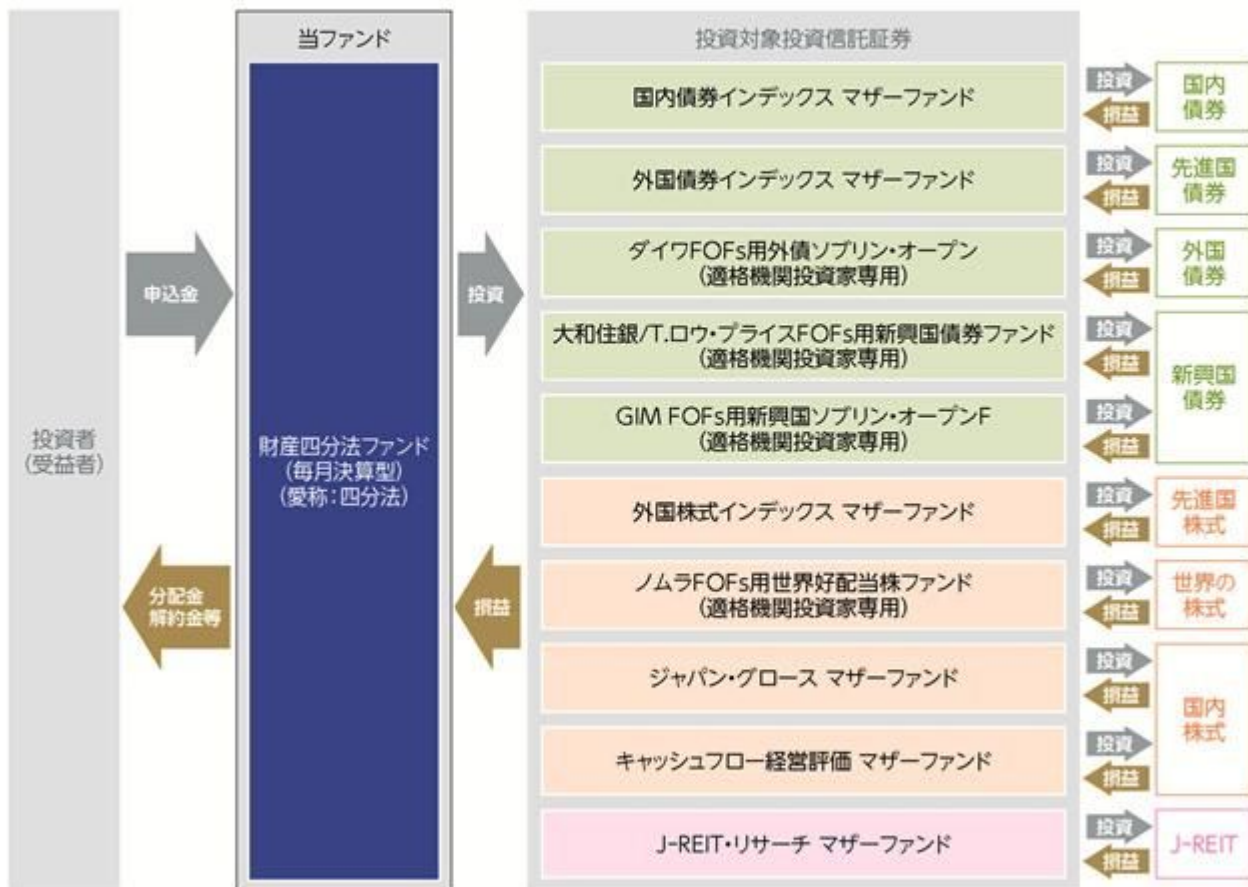 当ファンド
投資対象投資信託証券
投資者
(受益者)
申込金
分配金
解約金等
財産四分法ファンド
(毎月決算型)
(愛称:四分法)
投資
損益
国内債券インデックス マザーファンド
投資
損益
国内
債券
外国債券インデックス マザーファンド
投資
損益
先進国
債券
ダイワFOFs用外債ソブリン・オープン
(適格機関投資家専用)
投資
損益
外国
債券
大和住銀/T.ロウ・プライスFOFs用新興国債券ファンド
(適格機関投資家専用)
投資
損益
新興国
債券
GIM FOFs用新興国ソブリン・オープンF
(適格機関投資家専用)
投資
損益
外国株式インデックス マザーファンド
投資
損益
先進国
株式
ノムラFOFs用世界好配当株ファンド
(適格機関投資家専用)
投資
損益
世界の
株式
ジャパン・グロース マザーファンド
投資
損益
国内
株式
キャッシュフロー経営評価 マザーファンド
投資
損益
J-REIT・リサーチ マザーファンド
投資
損益
J-REIT